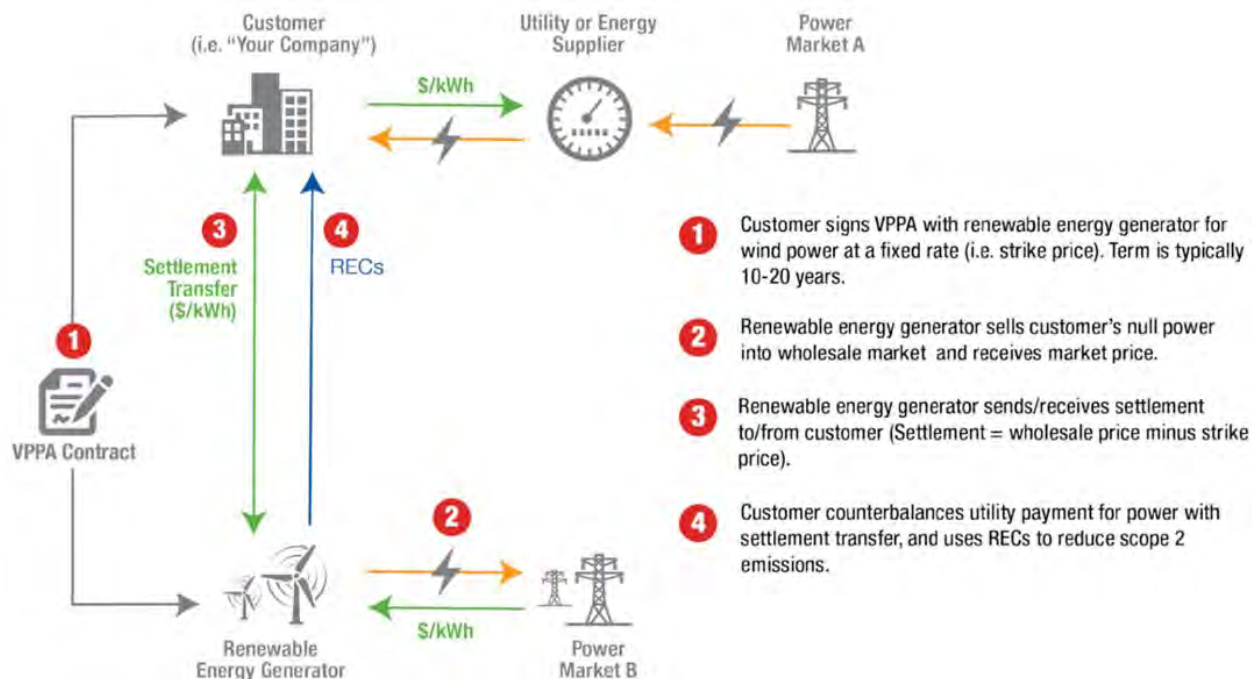 Customer
(i.e. “Your Company”)
Utility or Energy
Supplier
Power
Market A
$/kWh
3
Settlement
Transfer
($/kWh)
4
RECs
1
VPPA Contract
2
$/kWh
Renewable
Energy Generator
Power
Market B
1
Customer signs VPPA with renewable energy generator for
wind power at a fixed rate (i.e. strike price). Term is typically
10-20 years.
2
Renewable energy generator sells customer’s null power
into wholesale market and receives market price.
3
Renewable energy generator sends/receives settlement
to/from customer (Settlement = wholesale price minus strike
price).
4
Customer counterbalances utility payment for power with
settlement transfer, and uses RECs to reduce scope 2
emissions.